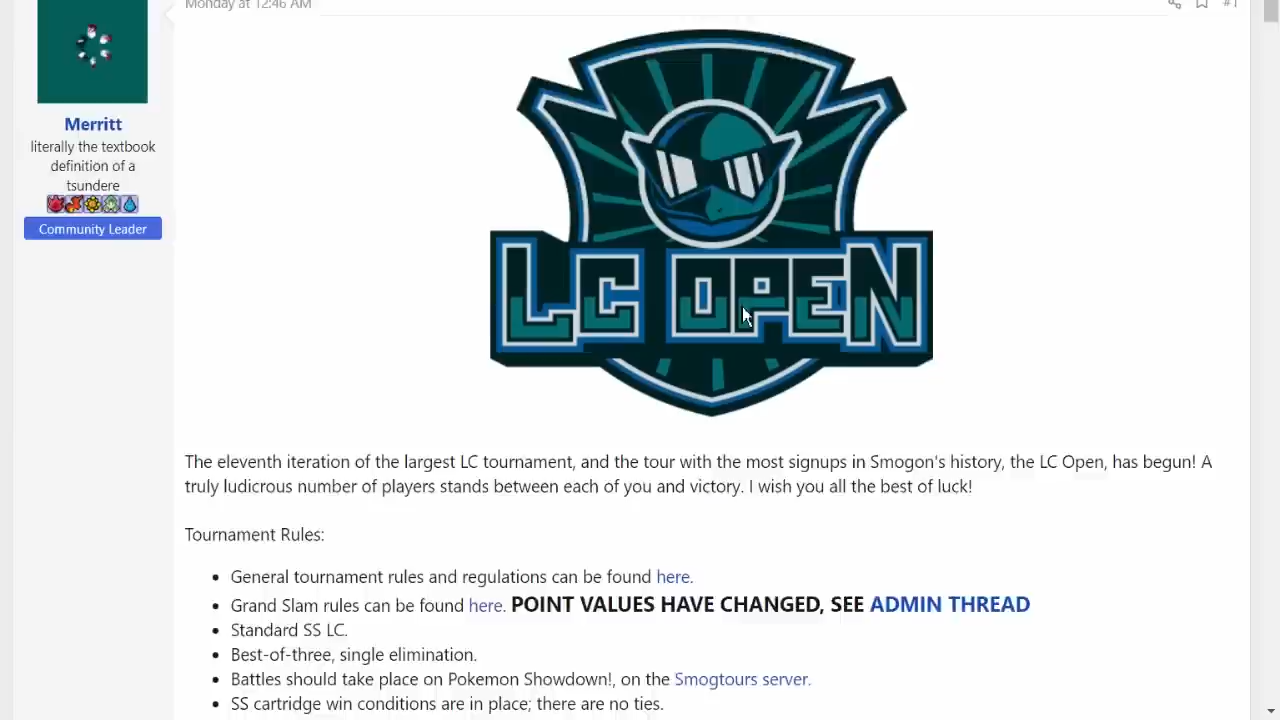 Monday at 12:46 AM
#1
Merritt
literally the textbook
definition of a
tsundere
Community Leader
LC OPEN
The eleventh iteration of the largest LC tournament, and the tour with the most signups in Smogon's history, the LC Open, has begun! A
truly ludicrous number of players stands between each of you and victory. I wish you all the best of luck!
Tournament Rules:
General tournament rules and regulations can be found here.
Grand Slam rules can be found here. POINT VALUES HAVE CHANGED, SEE ADMIN THREAD
Standard SS LC.
Best-of-three, single elimination.
Battles should take place on Pokemon Showdown!, on the Smogtours server.
SS cartridge win conditions are in place; there are no ties.